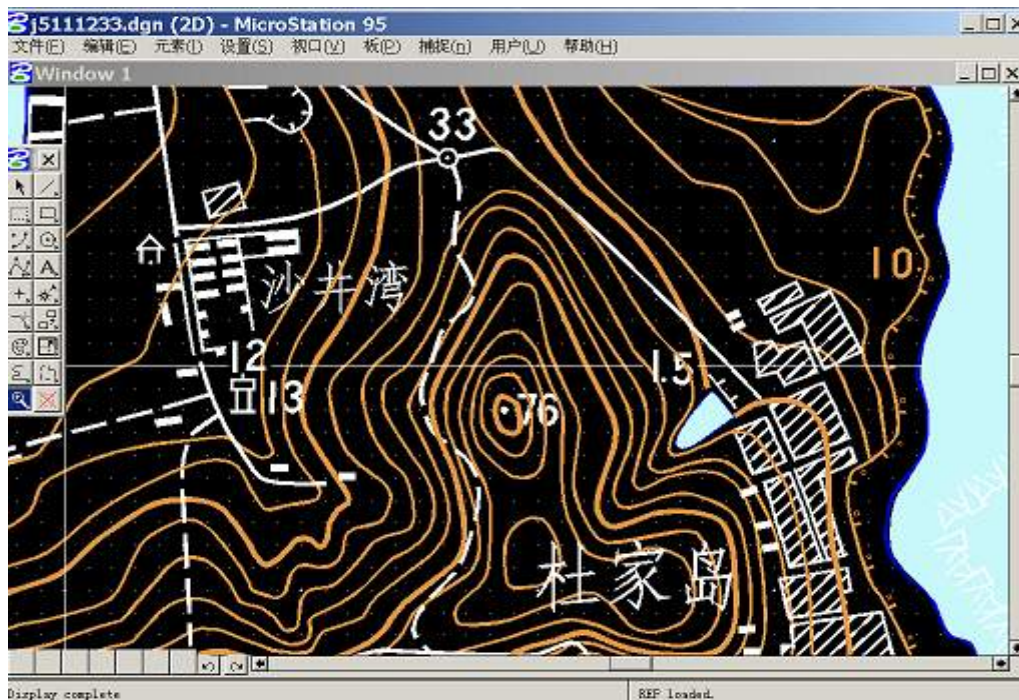 j5111233.dgn (2D) - MicroStation 95
文件(F) 编辑(E) 元素(L) 设置(S) 视口(V) 板(P) 捕捉(n) 用户(U) 帮助(H)
Window 1
33
10
沙井湾
12
1.5
13
76
杜家岛
Display complete
REF loaded.